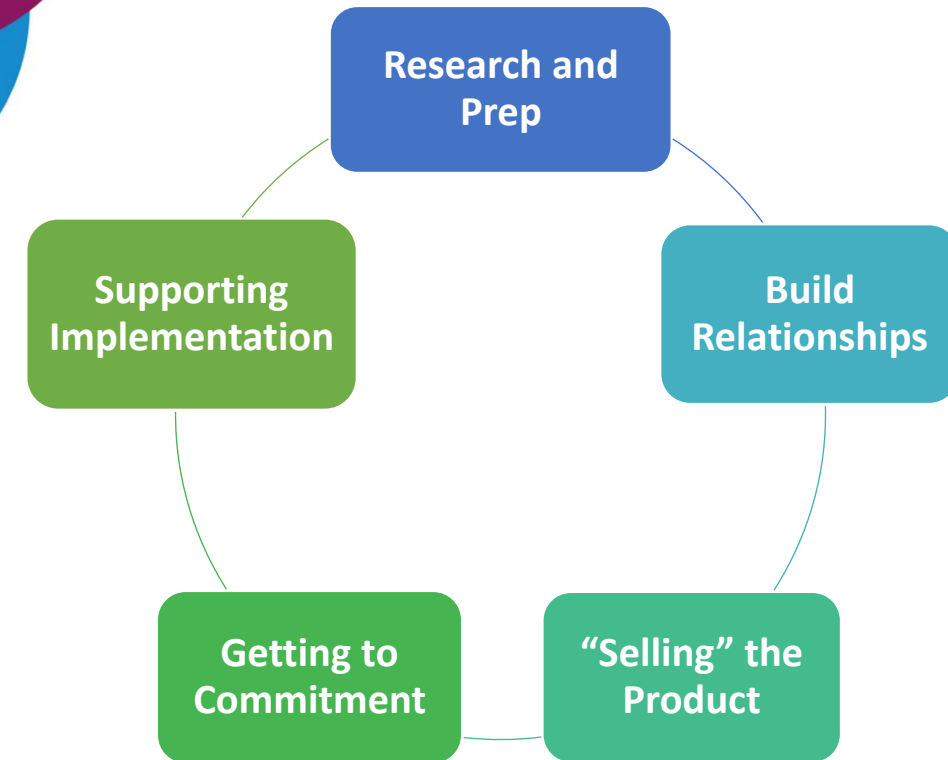 Research and
Prep
Build
Relationships
“Selling” the
Product
Getting to
Commitment
Supporting
Implementation